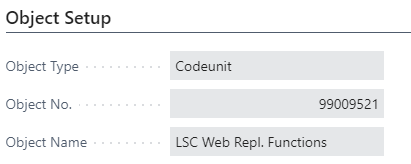 Object Setup
Object Type Codeunit
Object No. 99009521
Object Name LSC Web Repl. Functions